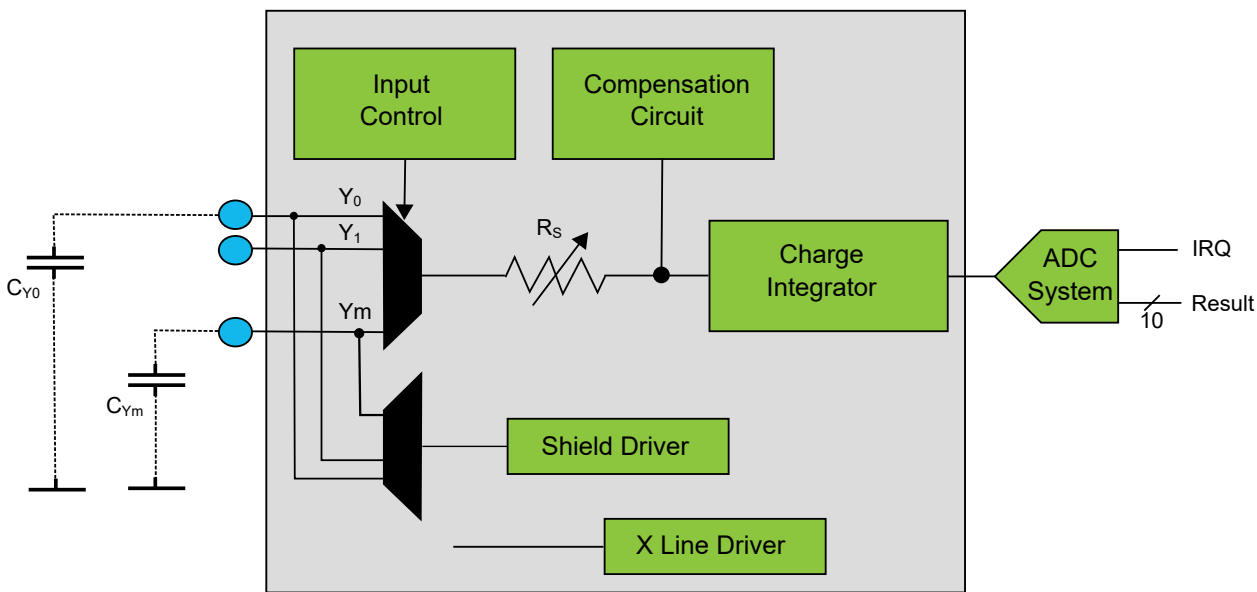 Input
Control
Compensation
Circuit
Y0
Y1
RS
Charge
Integrator
ADC
System
IRQ
Result
10
CY0
Ym
CYm
Shield Driver
X Line Driver